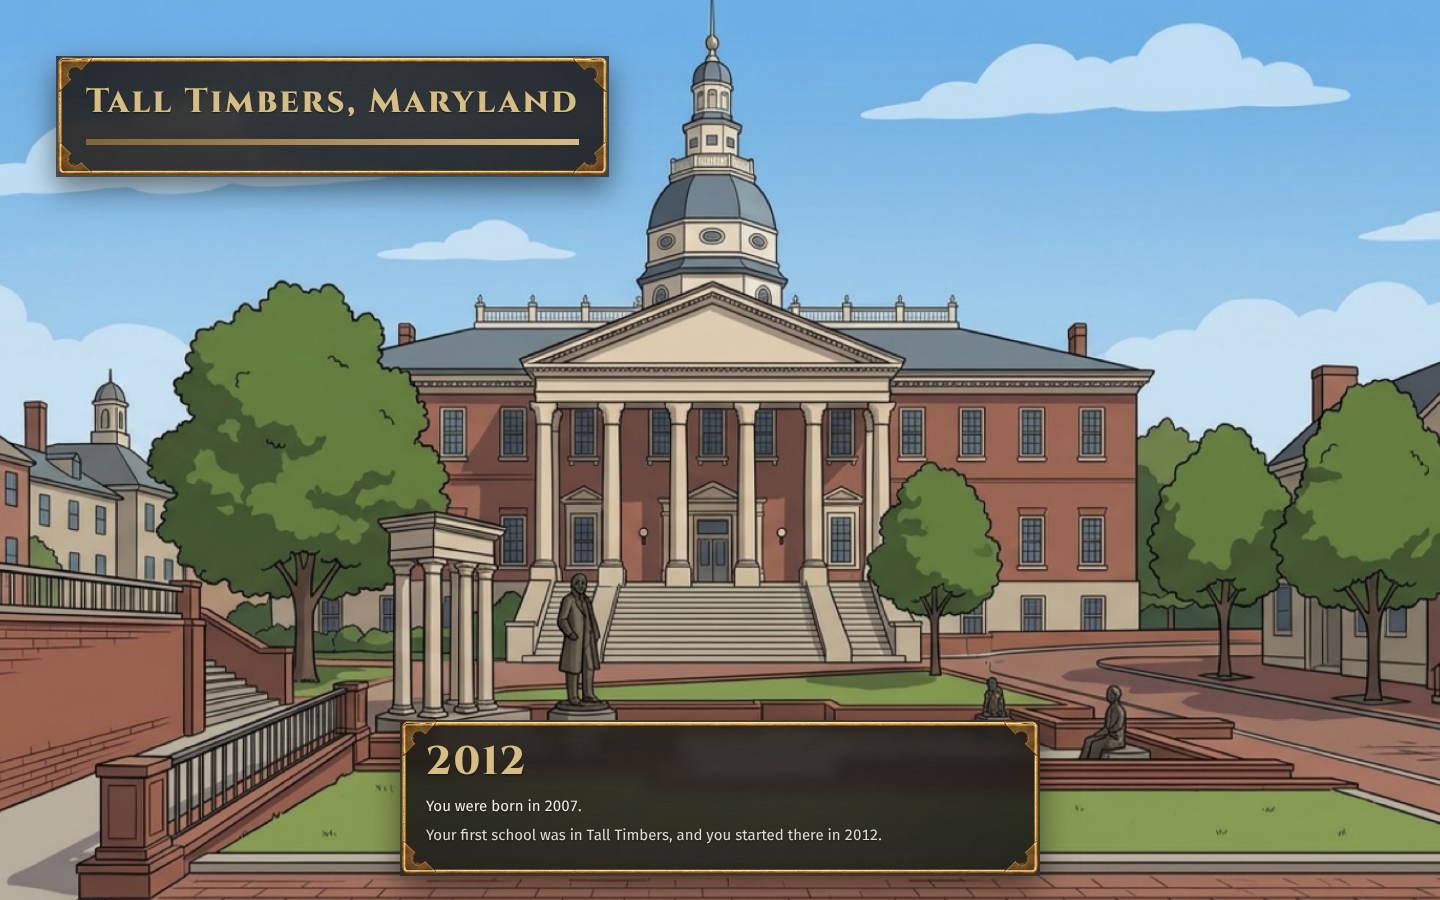 Tall Timbers, Maryland
2012
You were born in 2007.
Your first school was in Tall Timbers, and you started there in 2012.